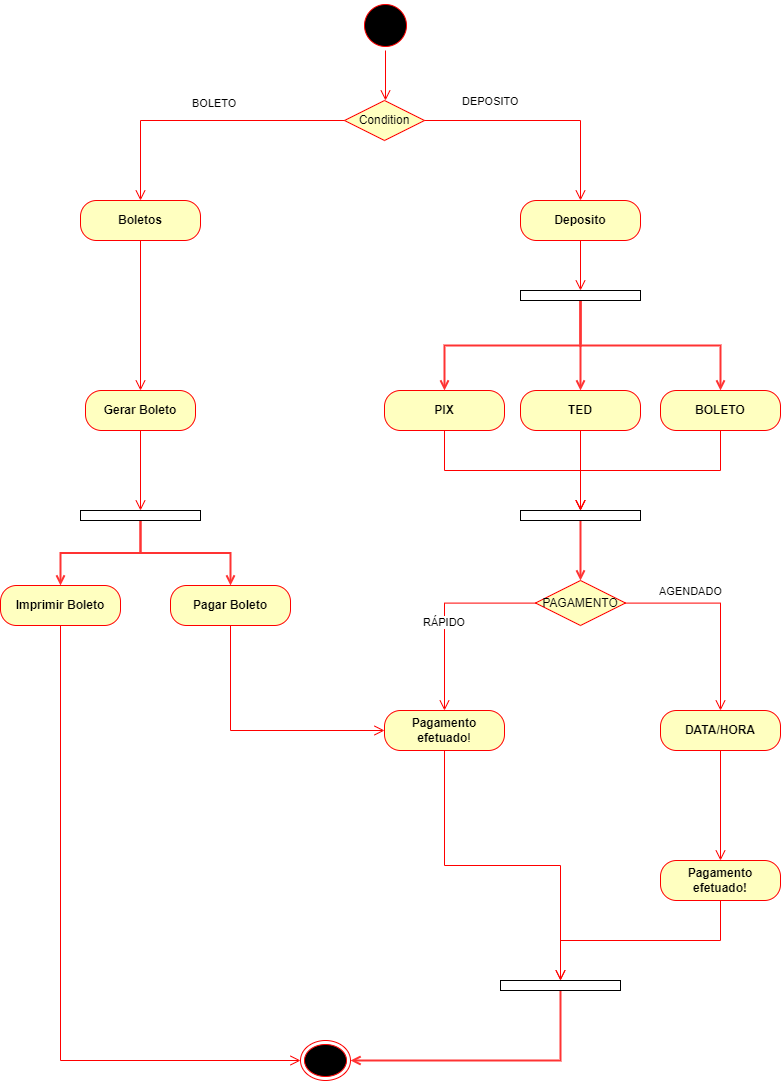 BOLETO
DEPOSITO
Condition
Boletos
Deposito
Gerar Boleto
PIX
TED
BOLETO
Imprimir Boleto
Pagar Boleto
PAGAMENTO
AGENDADO
RÁPIDO
Pagamento
efetuado!
DATA/HORA
Pagamento
efetuado!